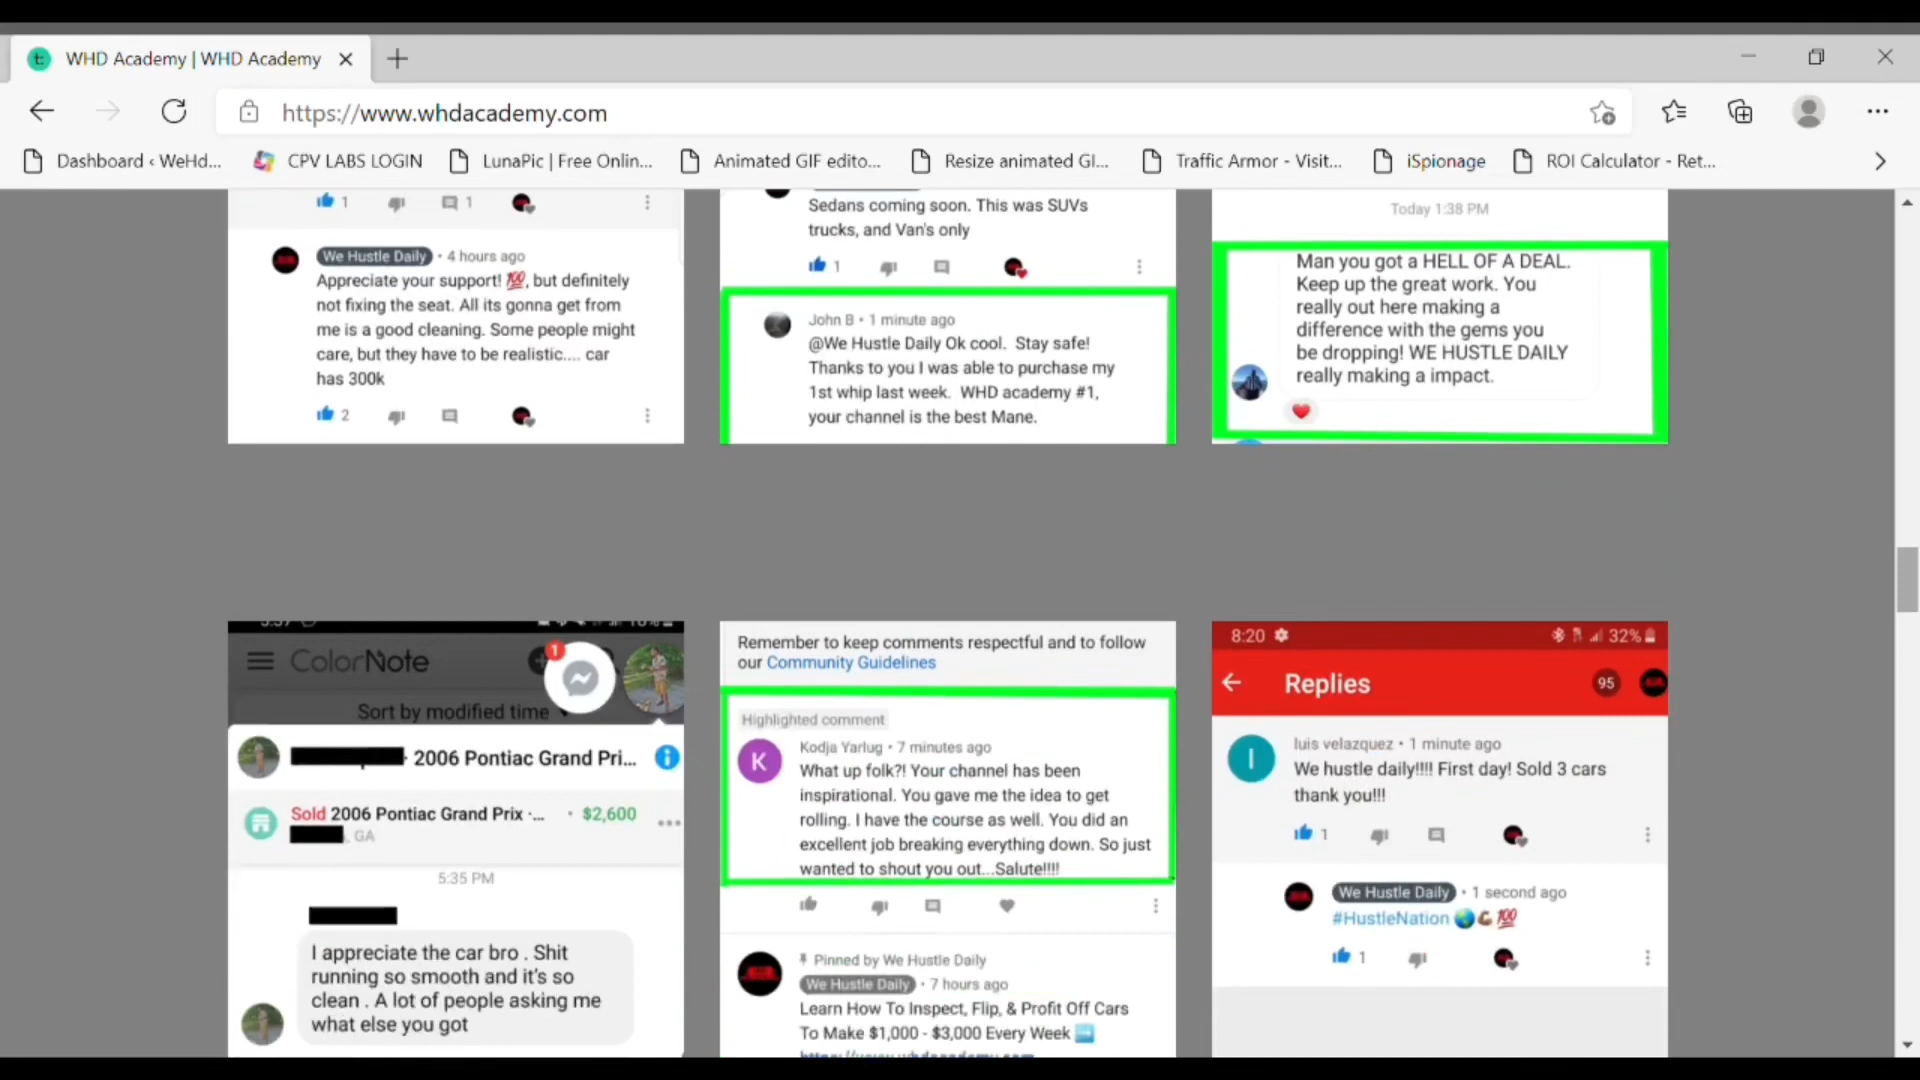 WHD Academy | WHD Academy
https://www.whdacademy.com
Dashboard ‹ WeHd...
CPV LABS LOGIN
LunaPic | Free Onlin...
Animated GIF edito...
Resize animated GI...
Traffic Armor - Visit...
iSpionage
ROI Calculator - Ret...
1
1
We Hustle Daily • 4 hours ago
Appreciate your support! 💯, but definitely
not fixing the seat. All its gonna get from
me is a good cleaning. Some people might
care, but they have to be realistic.... car
has 300k
2
Sedans coming soon. This was SUVs
trucks, and Van's only
1
John B • 1 minute ago
@We Hustle Daily Ok cool. Stay safe!
Thanks to you I was able to purchase my
1st whip last week. WHD academy #1,
your channel is the best Mane.
Today 1:38 PM
Man you got a HELL OF A DEAL.
Keep up the great work. You
really out here making a
difference with the gems you
be dropping! WE HUSTLE DAILY
really making a impact.
ColorNote
1
Sort by modified time
2006 Pontiac Grand Pri...
Sold 2006 Pontiac Grand Prix ·... · $2,600
, GA
5:35 PM
I appreciate the car bro . Shit
running so smooth and it's so
clean . A lot of people asking me
what else you got
Remember to keep comments respectful and to follow
our Community Guidelines
Highlighted comment
K
Kodja Yarlug • 7 minutes ago
What up folk?! Your channel has been
inspirational. You gave me the idea to get
rolling. I have the course as well. You did an
excellent job breaking everything down. So just
wanted to shout you out...Salute!!!!
Pinned by We Hustle Daily
We Hustle Daily • 7 hours ago
Learn How To Inspect, Flip, & Profit Off Cars
To Make $1,000 - $3,000 Every Week ➡️
8:20
32%
Replies
95
l
luis velazquez • 1 minute ago
We hustle daily!!!! First day! Sold 3 cars
thank you!!!
1
We Hustle Daily • 1 second ago
#HustleNation 🌍💪🏾💯
1